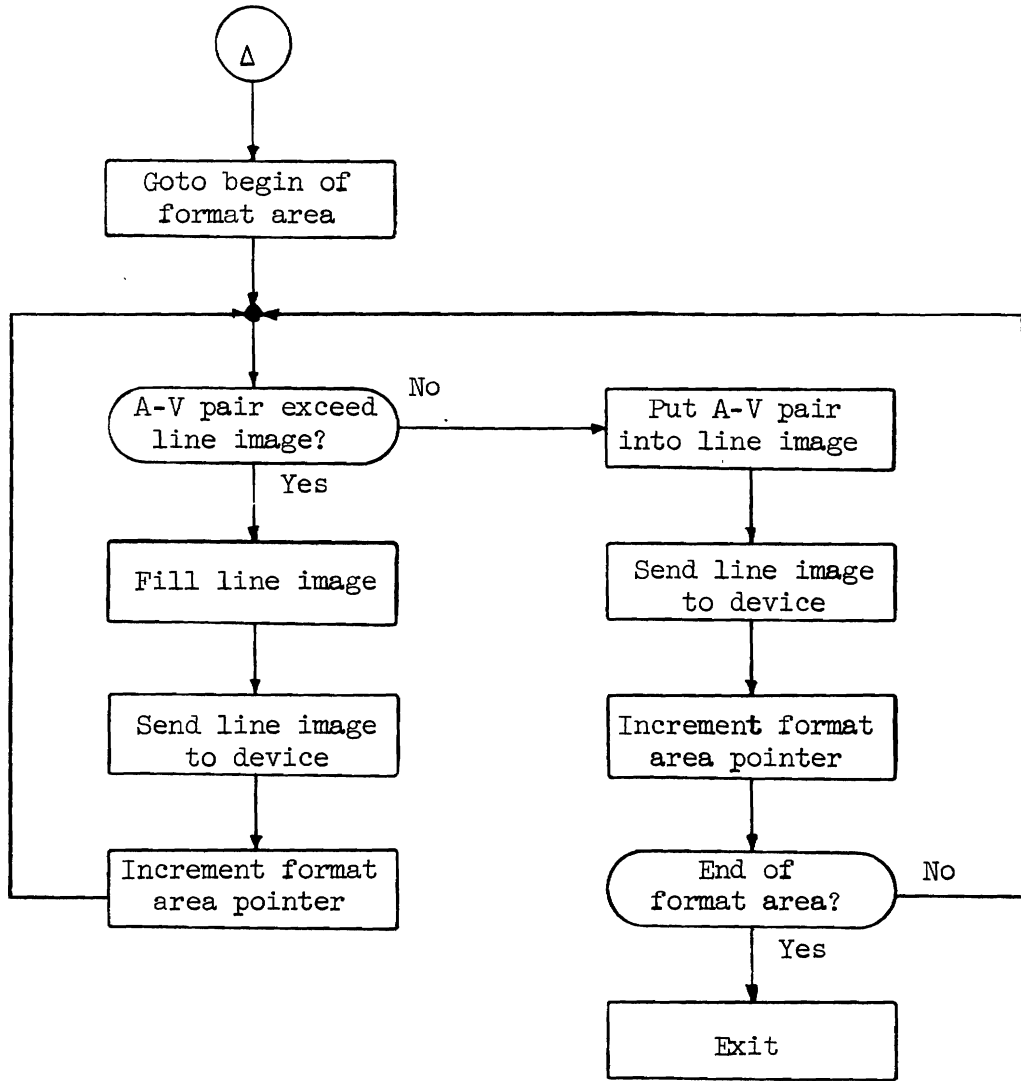 Δ
Goto begin of
format area
A-V pair exceed
line image?
No
Yes
Fill line image
Send line image
to device
Increment format
area pointer
Put A-V pair
into line image
Send line image
to device
Increment format
area pointer
End of
format area?
No
Yes
Exit